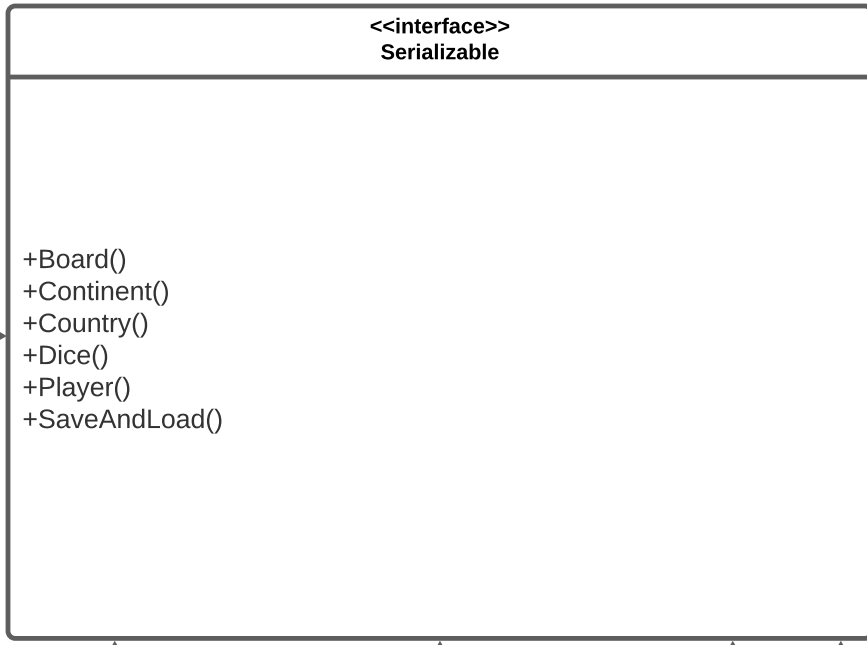 <<interface>>
Serializable
+Board()
+Continent()
+Country()
+Dice()
+Player()
+SaveAndLoad()